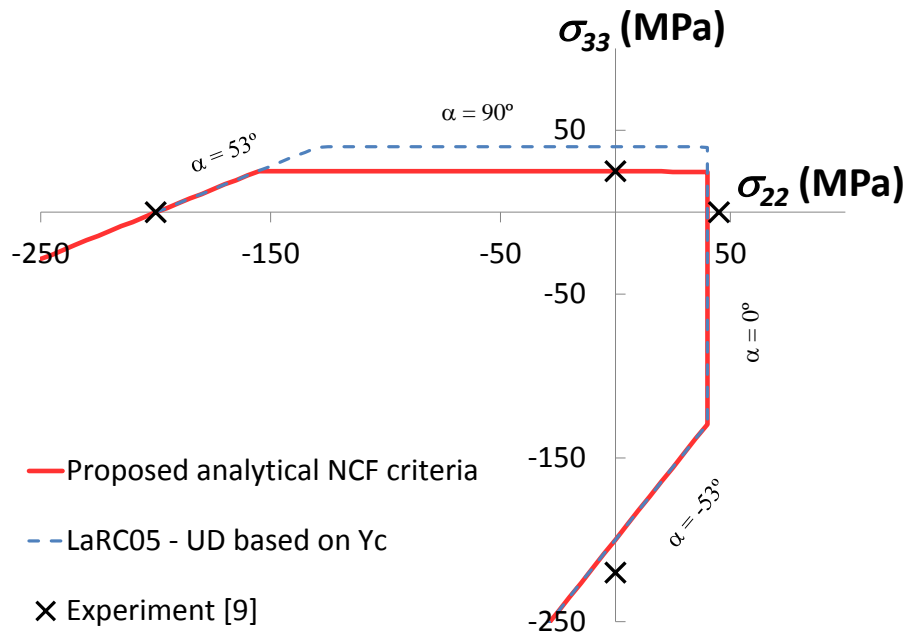 σ33 (MPa)
α = 90º
50
α = 53º
σ22 (MPa)
-250
-150
-50
50
-50
α = 0º
-150
Proposed analytical NCF criteria
α = -53º
LaRC05 - UD based on Yc
Experiment [9]
-250